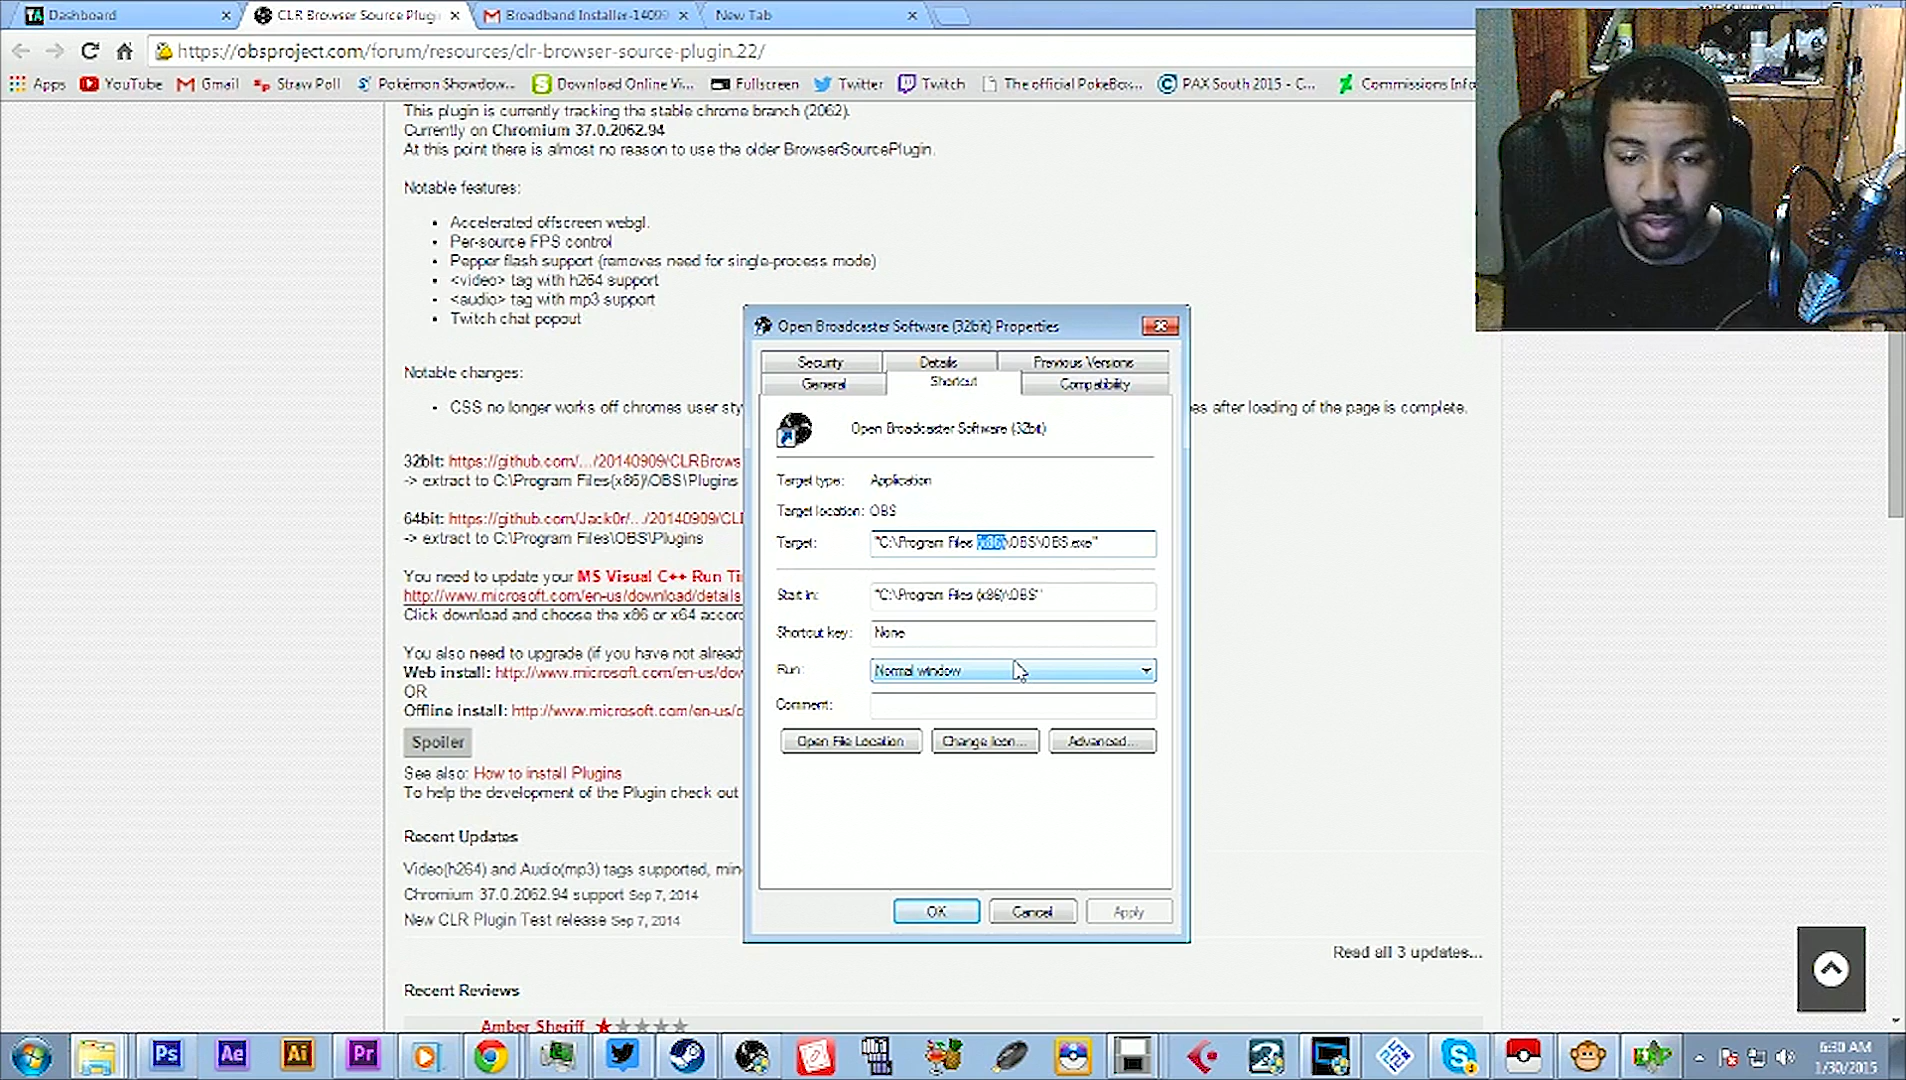 Dashboard
CLR Browser Source Plugin
Broadband Installer-14099
New Tab
https://obsproject.com/forum/resources/clr-browser-source-plugin.22/
Apps
YouTube
Gmail
Straw Poll
Pokémon Showdow...
Download Online Vi...
Fullscreen
Twitter
Twitch
The official PokeBox...
PAX South 2015 - C...
Commissions Info
This plugin is currently tracking the stable chrome branch (2062).
Currently on Chromium 37.0.2062.94
At this point there is almost no reason to use the older BrowserSourcePlugin.
Notable features:
• Accelerated offscreen webgl.
• Per-source FPS control
• Pepper flash support (removes need for single-process mode)
• <video> tag with h264 support
• <audio> tag with mp3 support
• Twitch chat popout
Notable changes:
• CSS no longer works off chromes user sty
es after loading of the page is complete.
32bit: https://github.com/.../20140909/CLRBrows
-> extract to C:\Program Files(x86)\OBS\Plugins
64bit: https://github.com/Jack0r/.../20140909/CLI
-> extract to C:\Program Files\OBS\Plugins
You need to update your MS Visual C++ Run Ti
http://www.microsoft.com/en-us/download/details
Click download and choose the x86 or x64 accor
You also need to upgrade (if you have not alread
Web install: http://www.microsoft.com/en-us/dow
OR
Offline install: http://www.microsoft.com/en-us/d
Spoiler
See also: How to install Plugins
To help the development of the Plugin check out
Recent Updates
Video(h264) and Audio(mp3) tags supported, min
Chromium 37.0.2062.94 support Sep 7, 2014
New CLR Plugin Test release Sep 7, 2014
Read all 3 updates...
Recent Reviews
Amber Sheriff
Open Broadcaster Software (32bit) Properties
Security
Details
Previous Versions
General
Shortcut
Compatibility
Open Broadcaster Software (32bit)
Target type: Application
Target location: OBS
Target: "C:\Program Files (x86)\OBS\OBS.exe"
Start in: "C:\Program Files (x86)\OBS"
Shortcut key: None
Run: Normal window
Comment:
Open File Location
Change Icon...
Advanced...
OK
Cancel
Apply
Ps
Ae
Ai
Pr
6:30 AM
1/30/2015